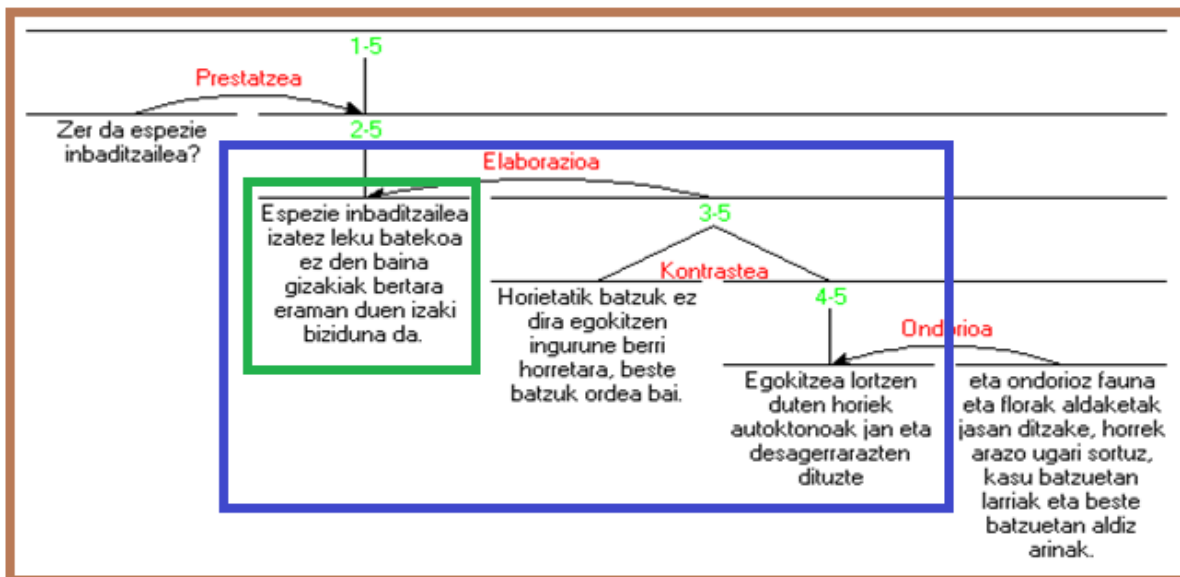 1-5
Prestatzea
Zer da espezie
inbaditzailea?
2-5
Elaborazioa
Espezie inbaditzailea
izatez leku batekoa
ez den baina
gizakiak bertara
eraman duen izaki
biziduna da.
3-5
Kontrastea
Horietatik batzuk ez
dira egokitzen
ingurune berri
horretara, beste
batzuk ordea bai.
4-5
Ondorioa
Egokitzea lortzen
duten horiek
autoktonoak jan eta
desagerrarazten
dituzte
eta ondorioz fauna
eta florak aldaketak
jasan ditzake, horrek
arazo ugari sortuz,
kasu batzuetan
larriak eta beste
batzuetan aldiz
arinak.